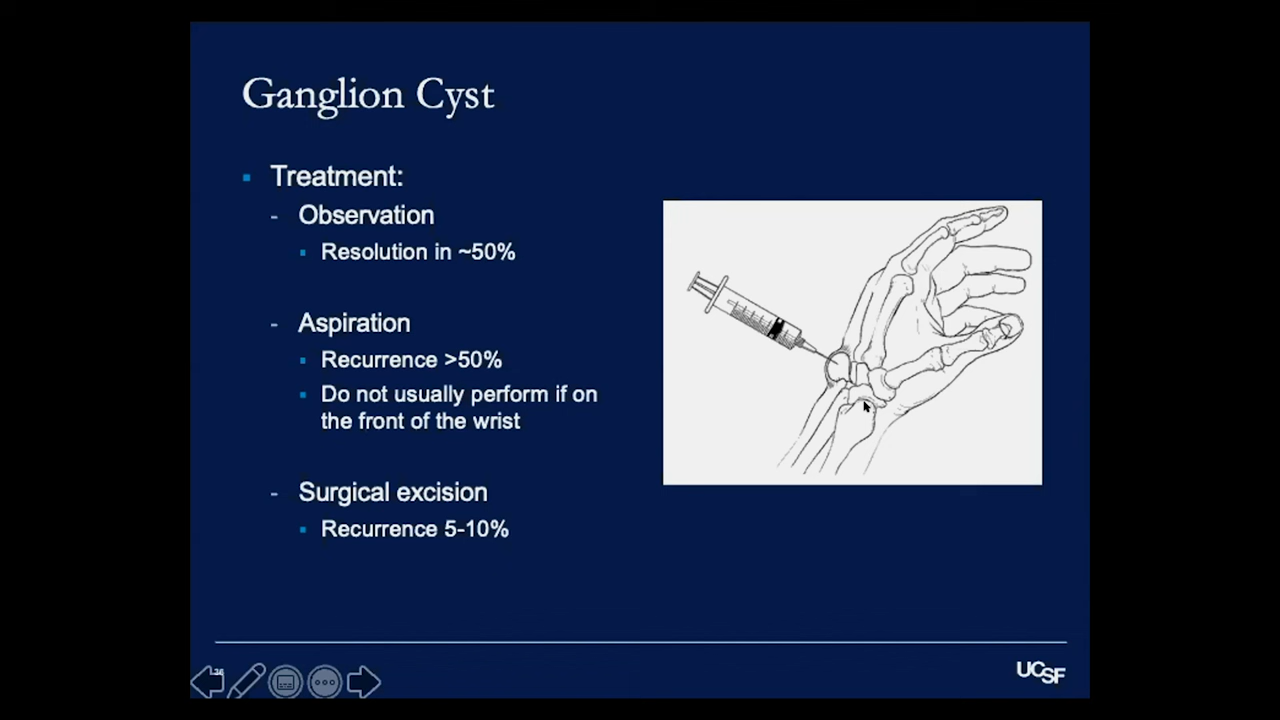 Ganglion Cyst
Treatment:
- Observation
Resolution in ~50%
- Aspiration
Recurrence >50%
Do not usually perform if on
the front of the wrist
- Surgical excision
Recurrence 5-10%
36
UCSF